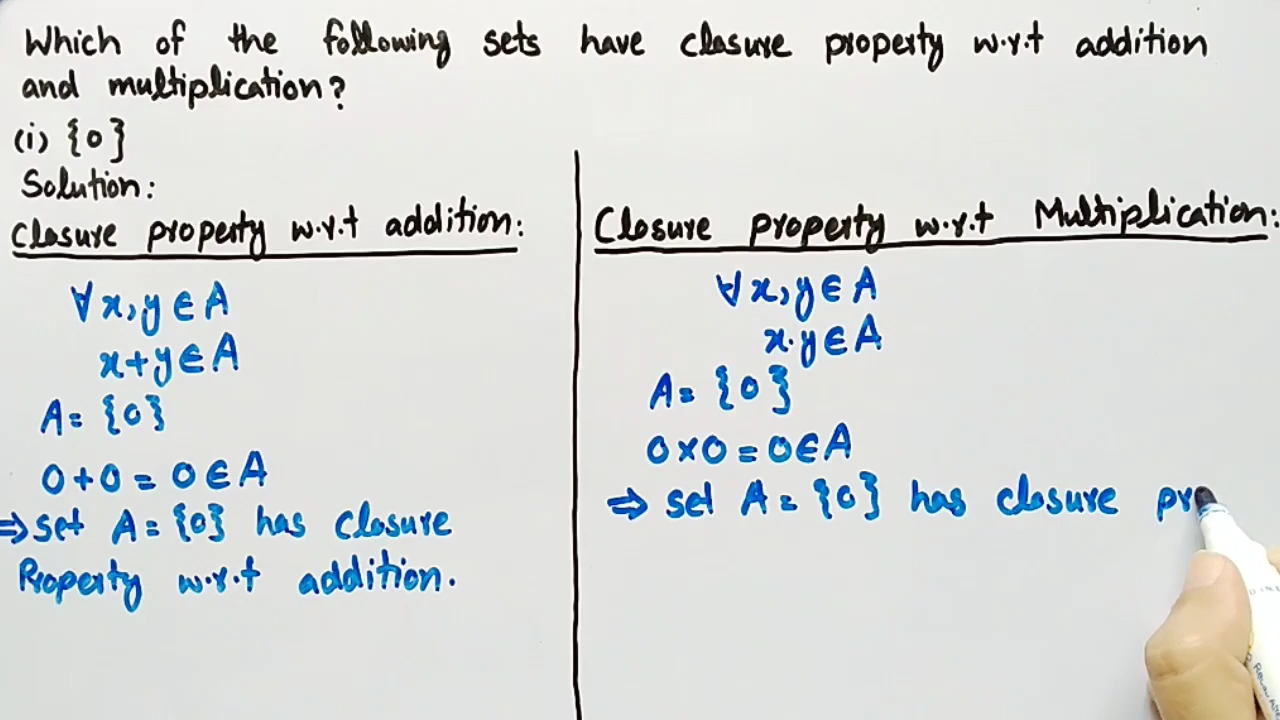 Which of the following sets have closure property w.r.t addition
and multiplication?
(i) {0}
Solution:
Closure property w.r.t addition:
∀ x, y ∈ A
x + y ∈ A
A = {0}
0 + 0 = 0 ∈ A
⇒ set A = {0} has closure
Property w.r.t addition.
Closure property w.r.t Multiplication:
∀ x, y ∈ A
x · y ∈ A
A = {0}
0 × 0 = 0 ∈ A
⇒ set A = {0} has closure pr